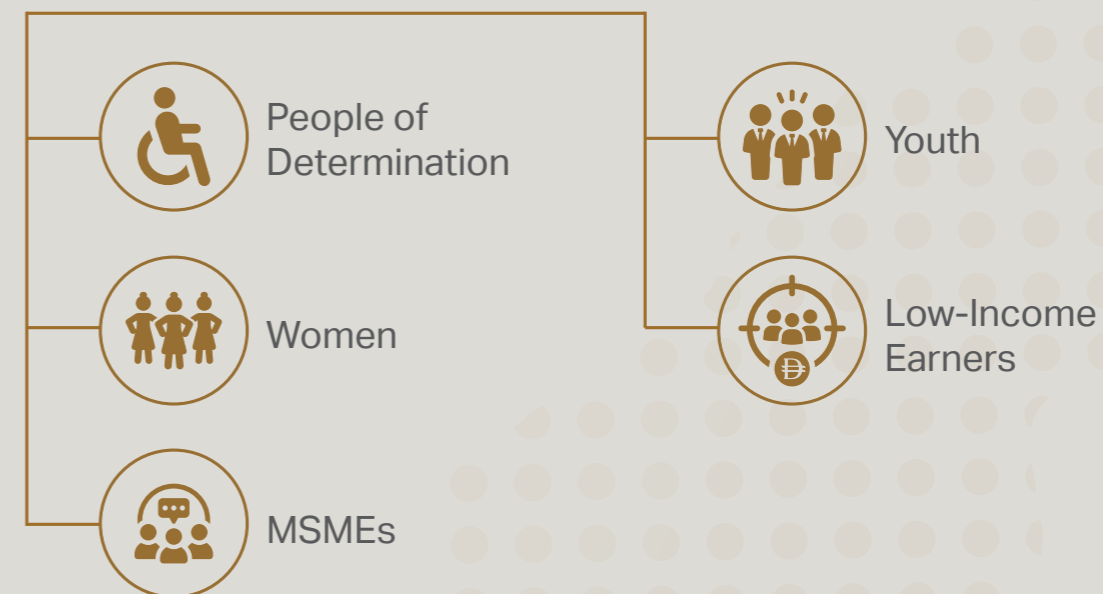 People of
Determination
Women
MSMEs
Youth
Low-Income
Earners